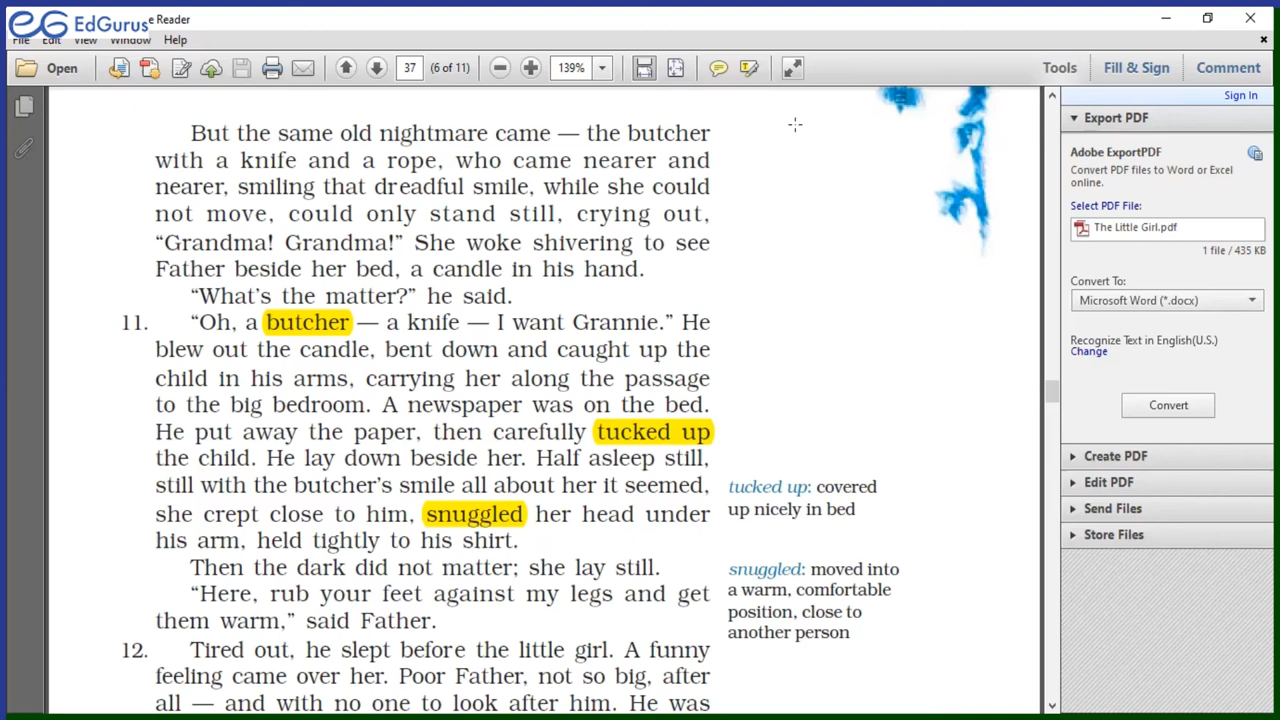 EdGurus
e Reader
File Edit View Window Help
Open 37 (6 of 11) 139% Tools Fill & Sign Comment
Sign In
Export PDF
Adobe ExportPDF
Convert PDF files to Word or Excel
online.
Select PDF File:
The Little Girl.pdf
1 file / 435 KB
Convert To:
Microsoft Word (*.docx)
Recognize Text in English(U.S.)
Change
Convert
Create PDF
Edit PDF
Send Files
Store Files
But the same old nightmare came — the butcher
with a knife and a rope, who came nearer and
nearer, smiling that dreadful smile, while she could
not move, could only stand still, crying out,
“Grandma! Grandma!” She woke shivering to see
Father beside her bed, a candle in his hand.
“What’s the matter?” he said.
11. “Oh, a butcher — a knife — I want Grannie.” He
blew out the candle, bent down and caught up the
child in his arms, carrying her along the passage
to the big bedroom. A newspaper was on the bed.
He put away the paper, then carefully tucked up
the child. He lay down beside her. Half asleep still,
still with the butcher’s smile all about her it seemed,
she crept close to him, snuggled her head under
his arm, held tightly to his shirt.
Then the dark did not matter; she lay still.
“Here, rub your feet against my legs and get
them warm,” said Father.
12. Tired out, he slept before the little girl. A funny
feeling came over her. Poor Father, not so big, after
all — and with no one to look after him. He was
tucked up: covered
up nicely in bed
snuggled: moved into
a warm, comfortable
position, close to
another person